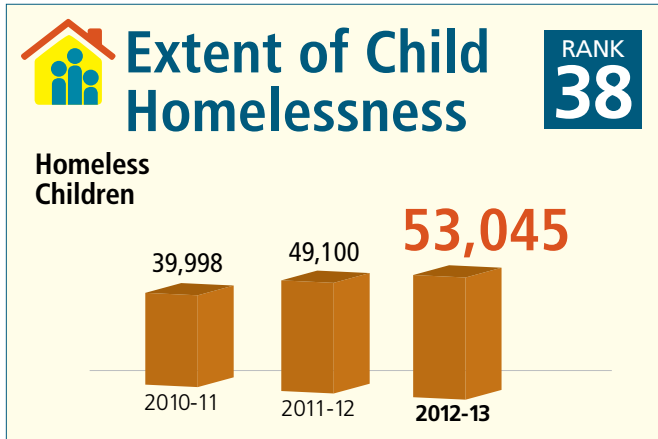 Extent of Child
Homelessness
RANK
38
Homeless
Children
39,998
49,100
53,045
2010-11
2011-12
2012-13